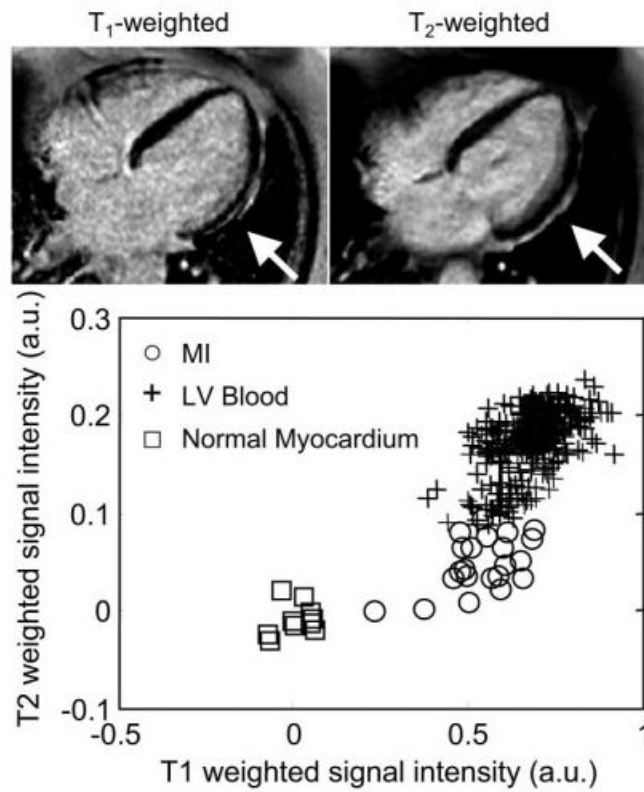 T₁-weighted T₂-weighted
T2 weighted signal intensity (a.u.)
0.3
0.2
0.1
0
-0.1
MI
LV Blood
Normal Myocardium
-0.5 0 0.5 1
T1 weighted signal intensity (a.u.)